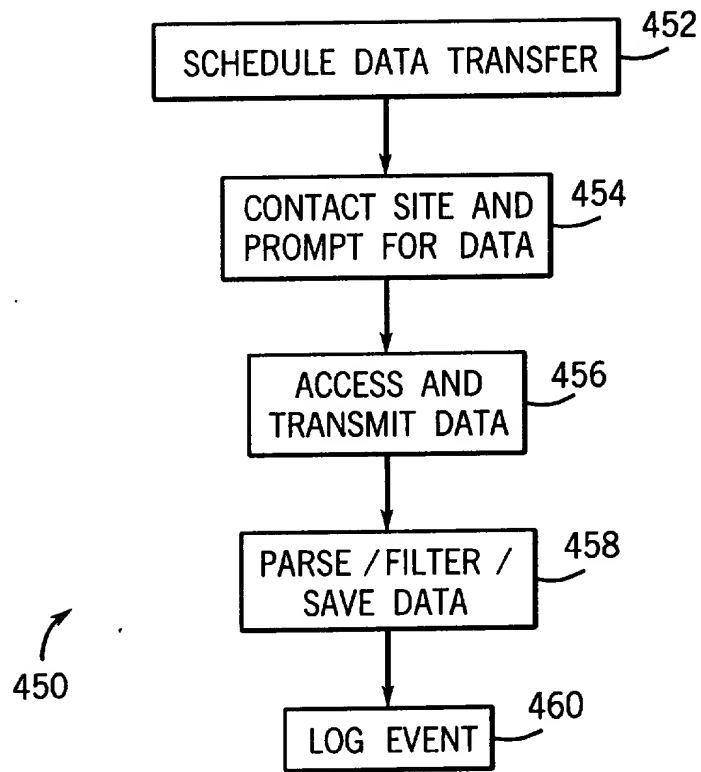 452
SCHEDULE DATA TRANSFER
454
CONTACT SITE AND
PROMPT FOR DATA
456
ACCESS AND
TRANSMIT DATA
458
PARSE / FILTER /
SAVE DATA
450
460
LOG EVENT